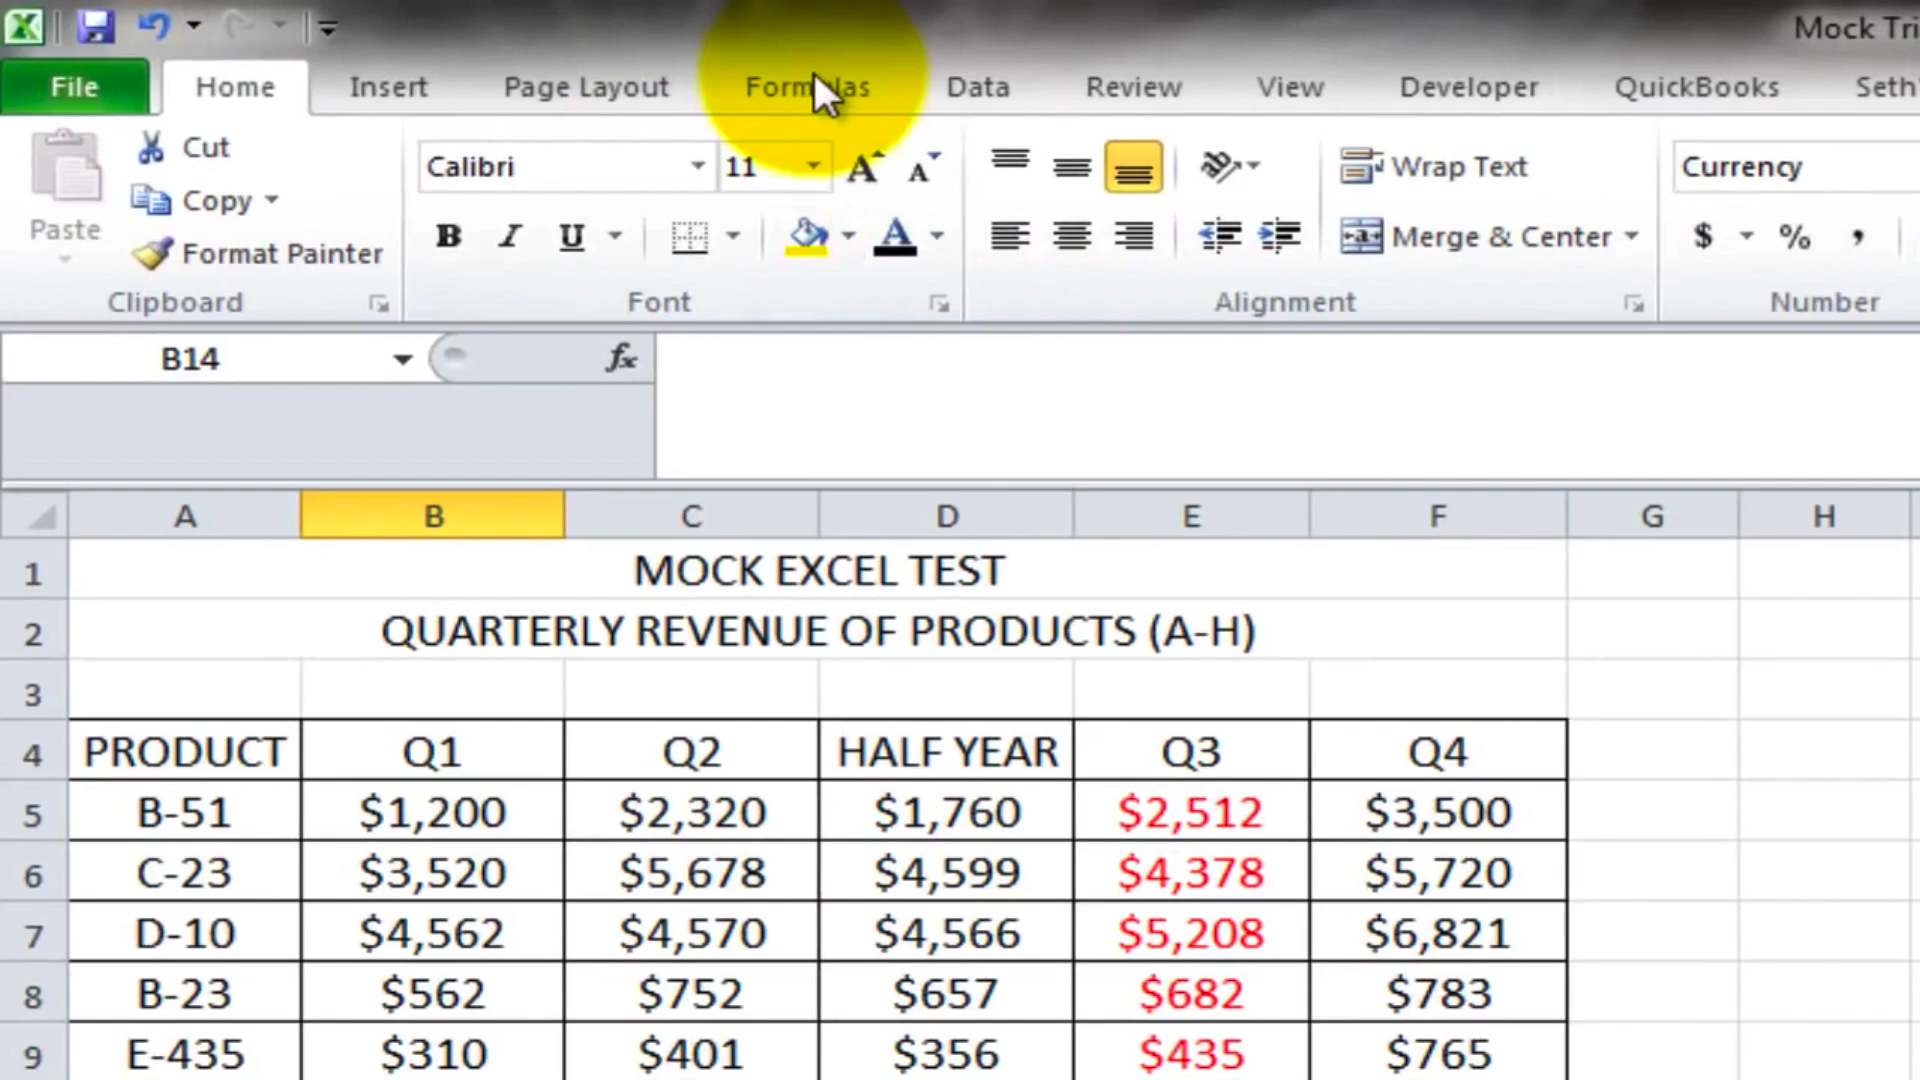 Mock Tri
File Home Insert Page Layout Formulas Data Review View Developer QuickBooks Seth
Cut
Copy
Paste
Format Painter
Clipboard
Calibri 11 A A
B I U A
Font
Wrap Text
Merge & Center
Alignment
Currency
$ % ,
Number
B14 fx
A B C D E F G H
1 MOCK EXCEL TEST
2 QUARTERLY REVENUE OF PRODUCTS (A-H)
3
4 PRODUCT Q1 Q2 HALF YEAR Q3 Q4
5 B-51 $1,200 $2,320 $1,760 $2,512 $3,500
6 C-23 $3,520 $5,678 $4,599 $4,378 $5,720
7 D-10 $4,562 $4,570 $4,566 $5,208 $6,821
8 B-23 $562 $752 $657 $682 $783
9 E-435 $310 $401 $356 $435 $765